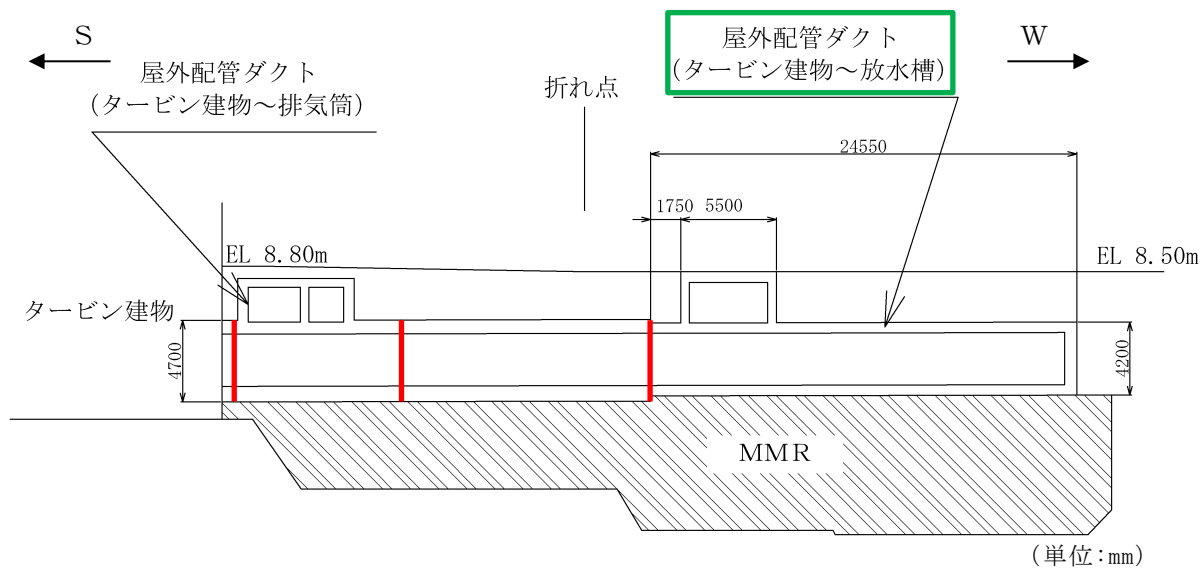 S
屋外配管ダクト
(タービン建物～排気筒)
折れ点
屋外配管ダクト
(タービン建物～放水槽)
W
24550
1750
5500
EL 8.80m
EL 8.50m
タービン建物
4700
4200
MMR
(単位:mm)